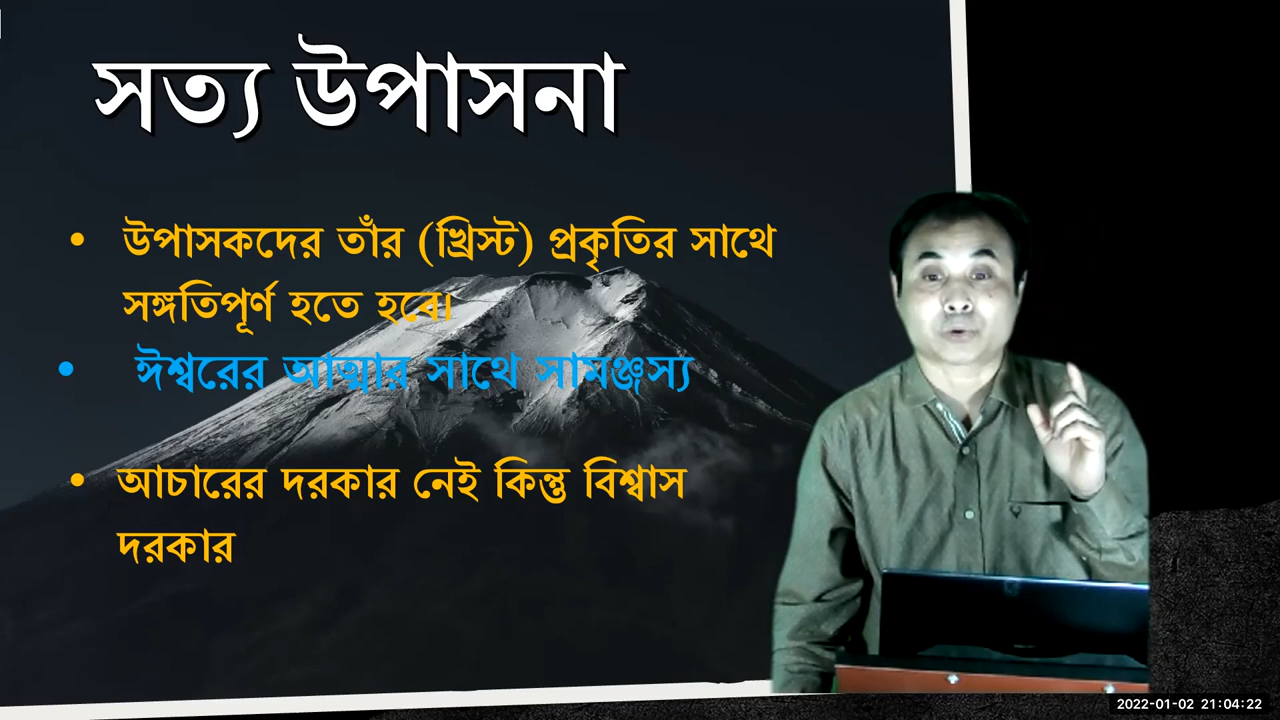 সত্য উপাসনা
• উপাসকদের তাঁর (খ্রিস্ট) প্রকৃতির সাথে
সঙ্গতিপূর্ণ হতে হবে।
• ঈশ্বরের আত্মার সাথে সামঞ্জস্য
• আচারের দরকার নেই কিন্তু বিশ্বাস
দরকার
2022-01-02 21:04:22